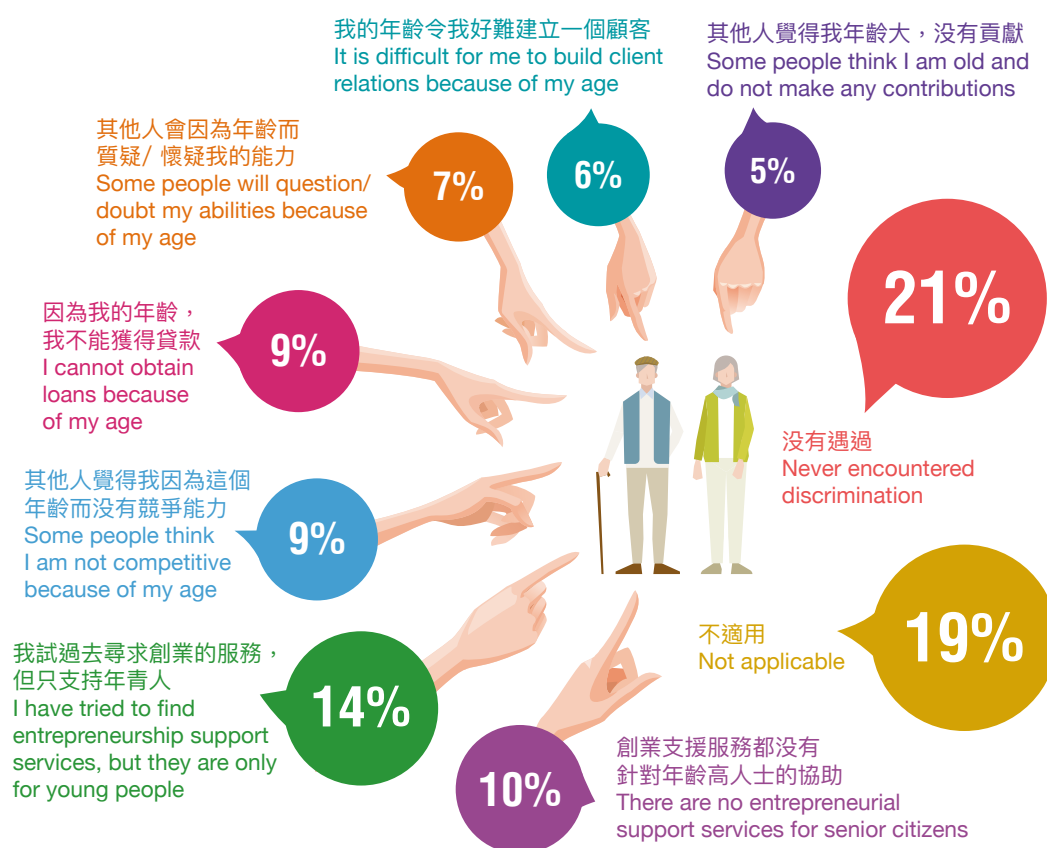 我的年齡令我好難建立一個顧客
It is difficult for me to build client
relations because of my age
6%
其他人覺得我年齡大，没有貢獻
Some people think I am old and
do not make any contributions
5%
其他人會因為年齡而
質疑/ 懷疑我的能力
Some people will question/
doubt my abilities because
of my age
7%
21%
没有遇過
Never encountered
discrimination
因為我的年齡，
我不能獲得貸款
I cannot obtain
loans because
of my age
9%
其他人覺得我因為這個
年齡而没有競爭能力
Some people think
I am not competitive
because of my age
9%
不適用
Not applicable
19%
我試過去尋求創業的服務，
但只支持年青人
I have tried to find
entrepreneurship support
services, but they are only
for young people
14%
10%
創業支援服務都没有
針對年齡高人士的協助
There are no entrepreneurial
support services for senior citizens